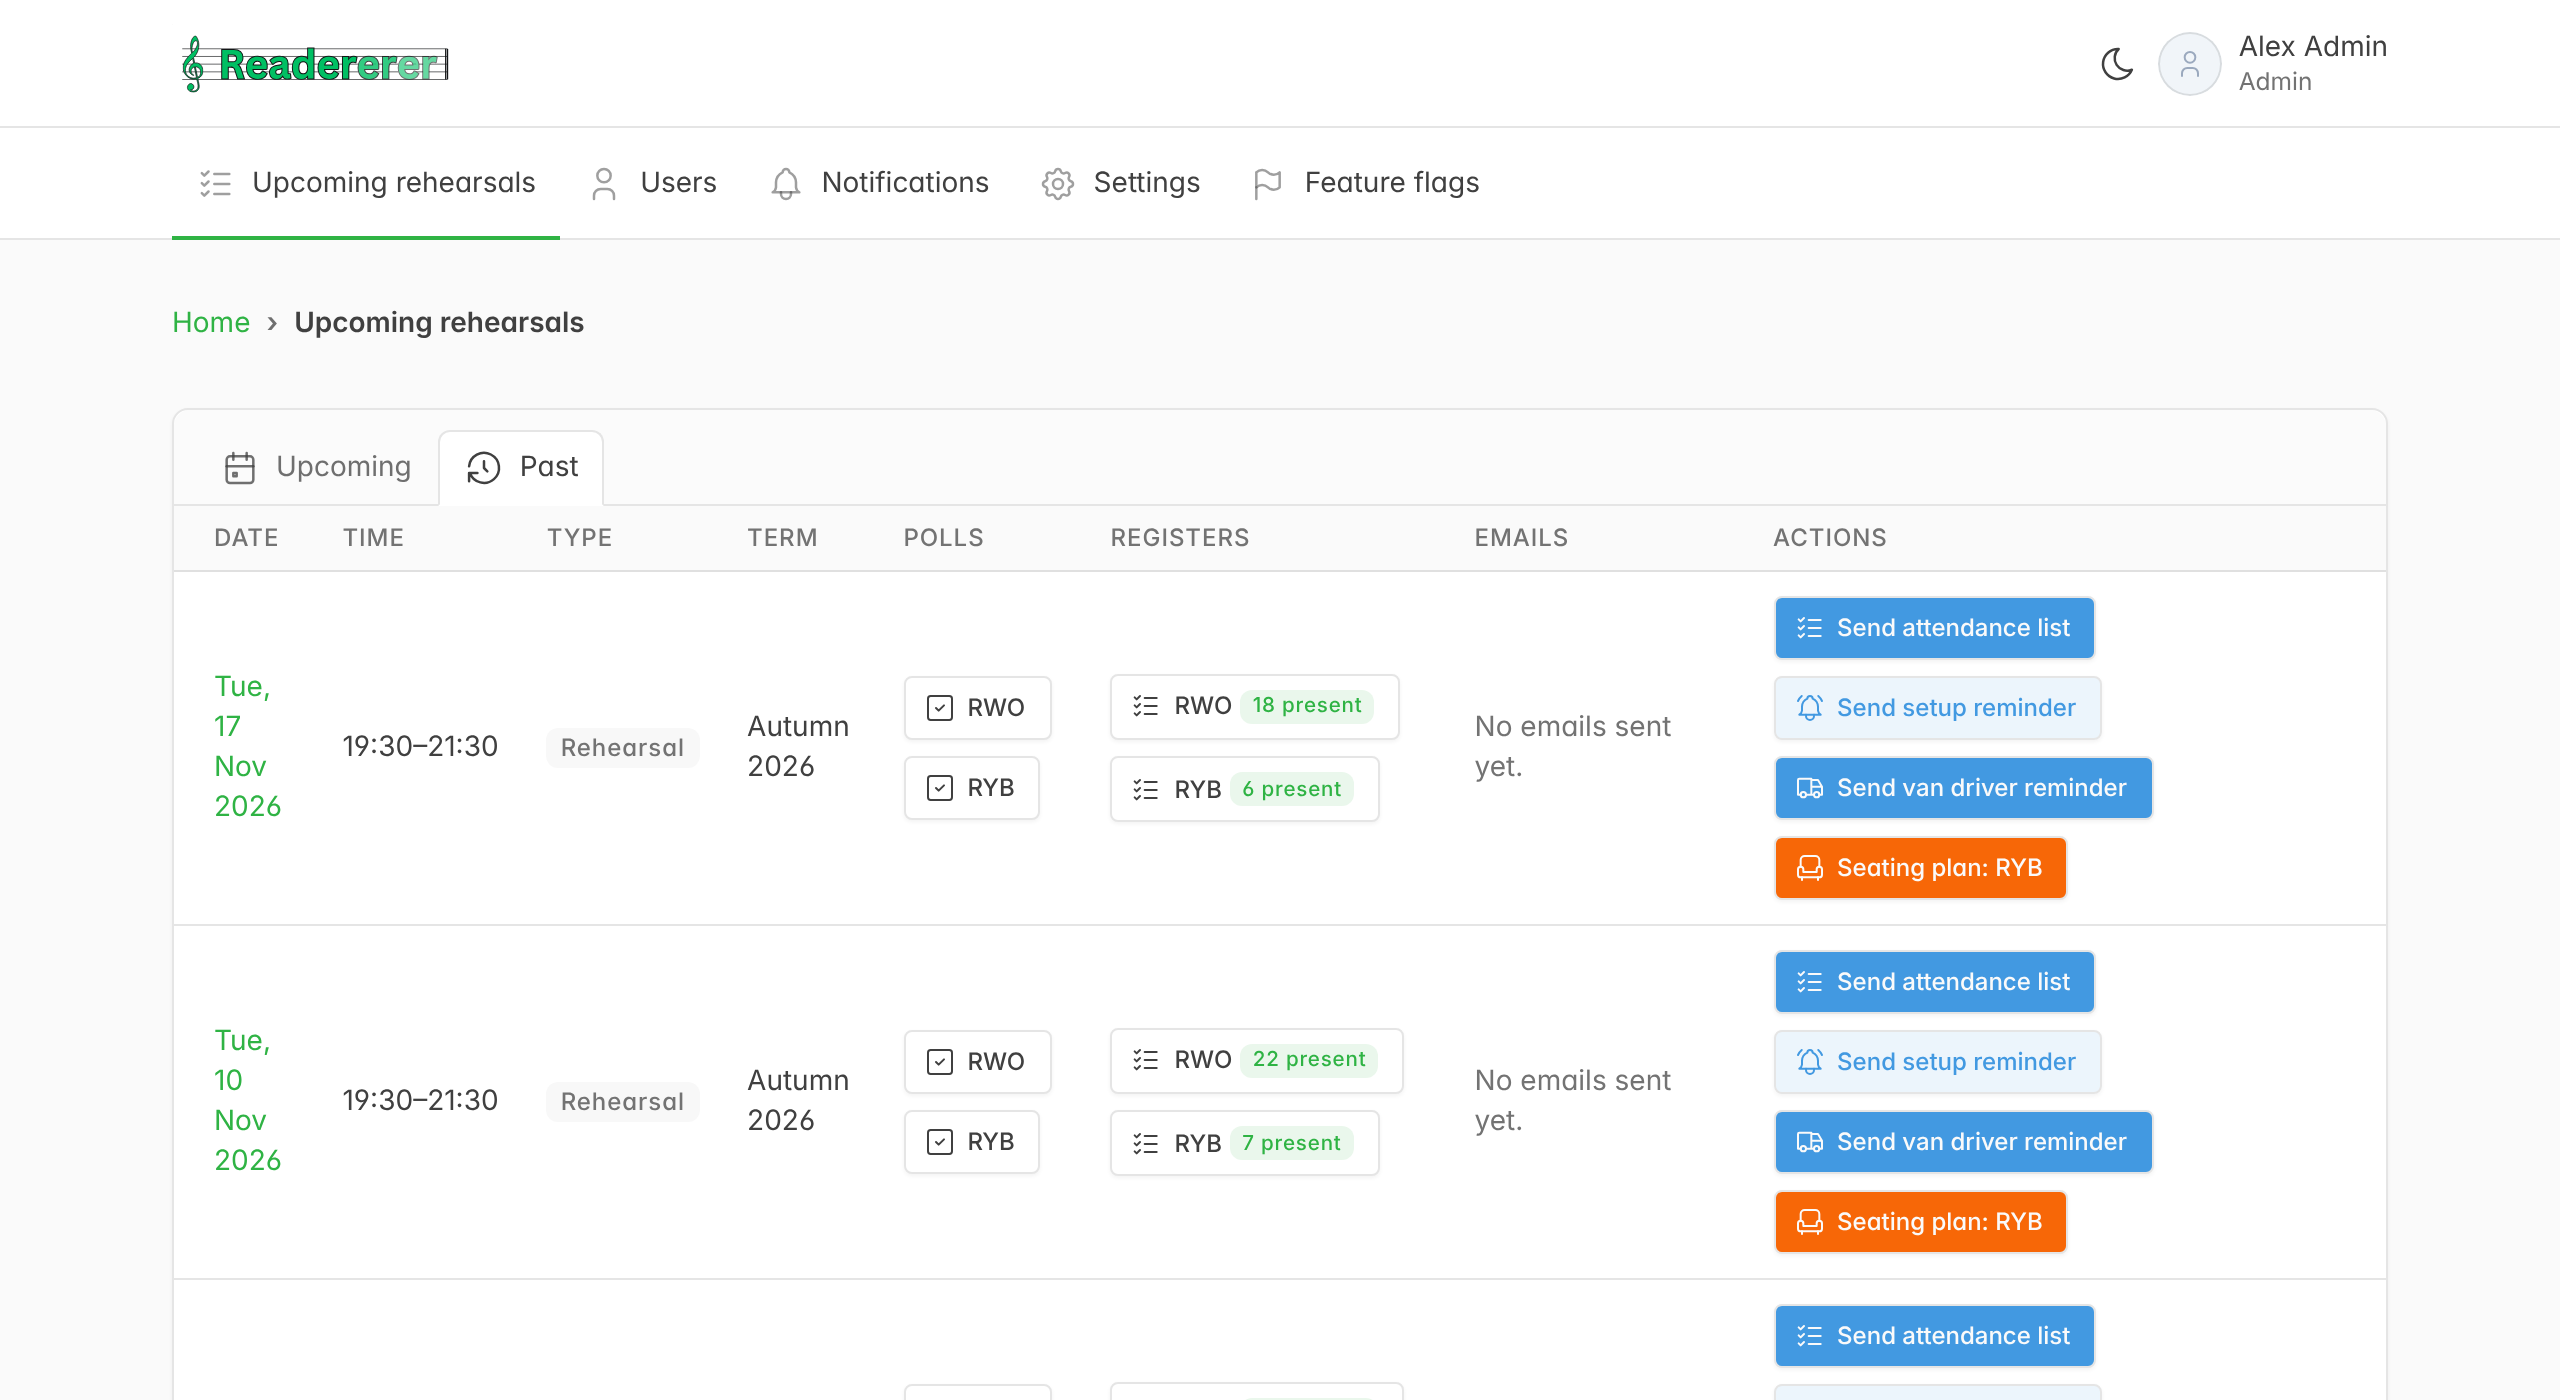 Readererer
Alex Admin
Admin
Upcoming rehearsals
Users
Notifications
Settings
Feature flags
Home › Upcoming rehearsals
Upcoming
Past
DATE TIME TYPE TERM POLLS REGISTERS EMAILS ACTIONS
Tue,
17
Nov
2026
19:30–21:30
Rehearsal
Autumn
2026
RWO
RYB
RWO 18 present
RYB 6 present
No emails sent
yet.
Send attendance list
Send setup reminder
Send van driver reminder
Seating plan: RYB
Tue,
10
Nov
2026
19:30–21:30
Rehearsal
Autumn
2026
RWO
RYB
RWO 22 present
RYB 7 present
No emails sent
yet.
Send attendance list
Send setup reminder
Send van driver reminder
Seating plan: RYB
Send attendance list